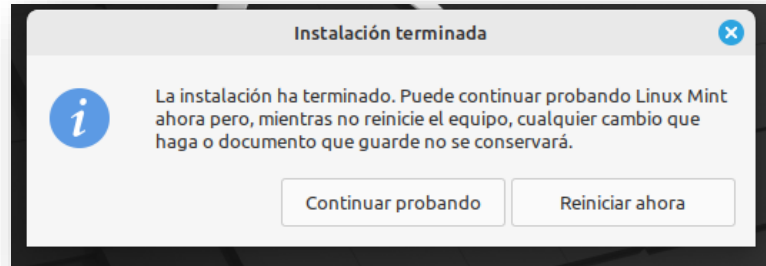 Instalación terminada
La instalación ha terminado. Puede continuar probando Linux Mint
ahora pero, mientras no reinicie el equipo, cualquier cambio que
haga o documento que guarde no se conservará.
Continuar probando
Reiniciar ahora